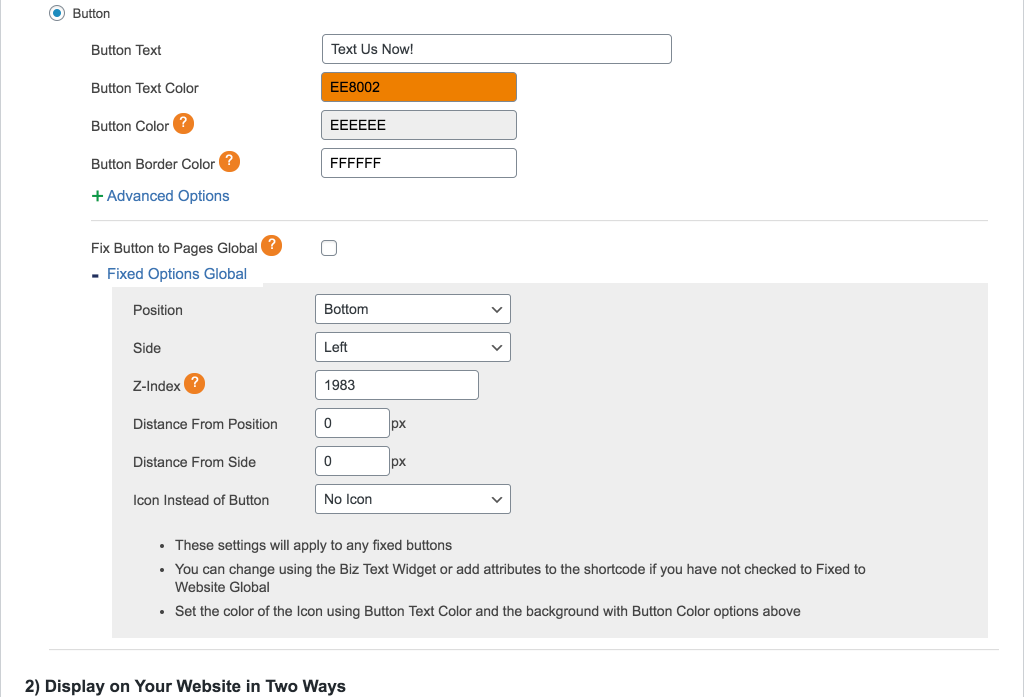 Button
Button Text Text Us Now!
Button Text Color EE8002
Button Color ? EEEEEE
Button Border Color ? FFFFFF
+ Advanced Options
Fix Button to Pages Global ?
- Fixed Options Global
Position Bottom
Side Left
Z-Index ? 1983
Distance From Position 0 px
Distance From Side 0 px
Icon Instead of Button No Icon
• These settings will apply to any fixed buttons
• You can change using the Biz Text Widget or add attributes to the shortcode if you have not checked to Fixed to
Website Global
• Set the color of the Icon using Button Text Color and the background with Button Color options above
2) Display on Your Website in Two Ways